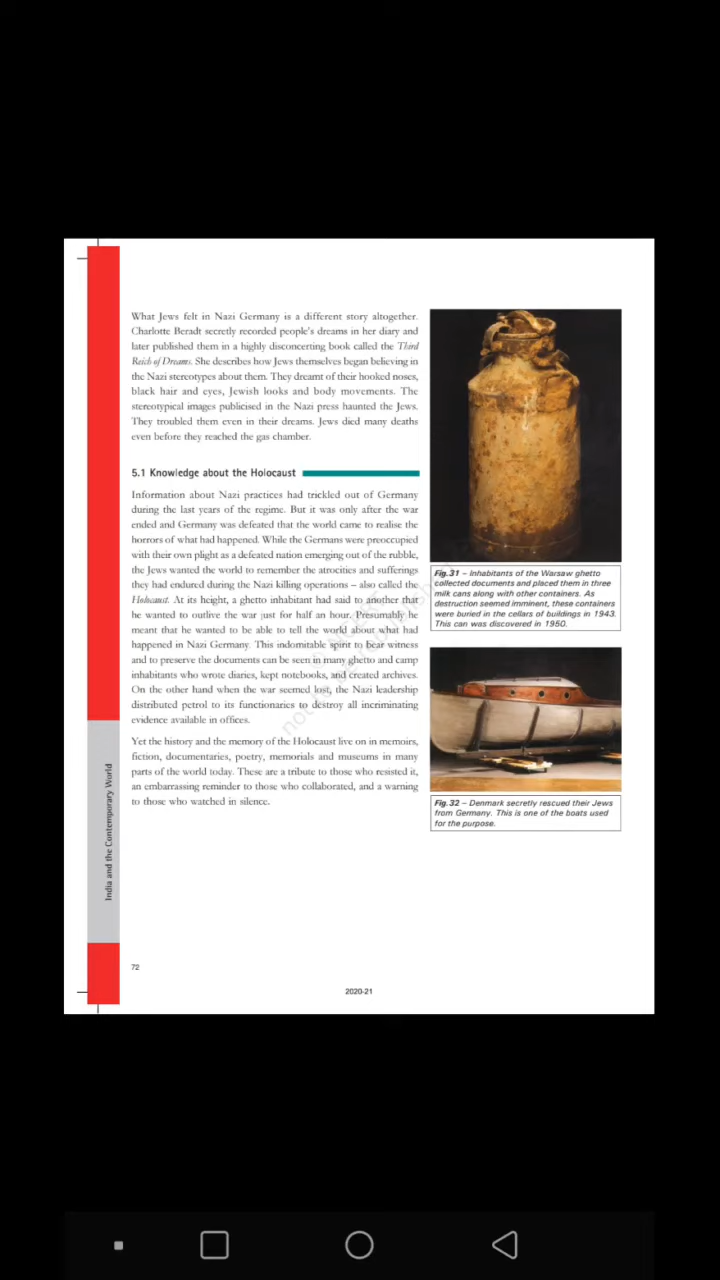 What Jews felt in Nazi Germany is a different story altogether.
Charlotte Beradt secretly recorded people's dreams in her diary and
later published them in a highly disconcerting book called the Third
Reich of Dreams. She describes how Jews themselves began believing in
the Nazi stereotypes about them. They dreamt of their hooked noses,
black hair and eyes, Jewish looks and body movements. The
stereotypical images publicised in the Nazi press haunted the Jews.
They troubled them even in their dreams. Jews died many deaths
even before they reached the gas chamber.
5.1 Knowledge about the Holocaust
Information about Nazi practices had trickled out of Germany
during the last years of the regime. But it was only after the war
ended and Germany was defeated that the world came to realise the
horrors of what had happened. While the Germans were preoccupied
with their own plight as a defeated nation emerging out of the rubble,
the Jews wanted the world to remember the atrocities and sufferings
they had endured during the Nazi killing operations – also called the
Holocaust. At its height, a ghetto inhabitant had said to another that
he wanted to outlive the war just for half an hour. Presumably he
meant that he wanted to be able to tell the world about what had
happened in Nazi Germany. This indomitable spirit to bear witness
and to preserve the documents can be seen in many ghetto and camp
inhabitants who wrote diaries, kept notebooks, and created archives.
On the other hand when the war seemed lost, the Nazi leadership
distributed petrol to its functionaries to destroy all incriminating
evidence available in offices.
Yet the history and the memory of the Holocaust live on in memoirs,
fiction, documentaries, poetry, memorials and museums in many
parts of the world today. These are a tribute to those who resisted it,
an embarrassing reminder to those who collaborated, and a warning
to those who watched in silence.
Fig.31 – Inhabitants of the Warsaw ghetto
collected documents and placed them in three
milk cans along with other containers. As
destruction seemed imminent, these containers
were buried in the cellars of buildings in 1943.
This can was discovered in 1950.
Fig.32 – Denmark secretly rescued their Jews
from Germany. This is one of the boats used
for the purpose.
India and the Contemporary World
72
2020-21